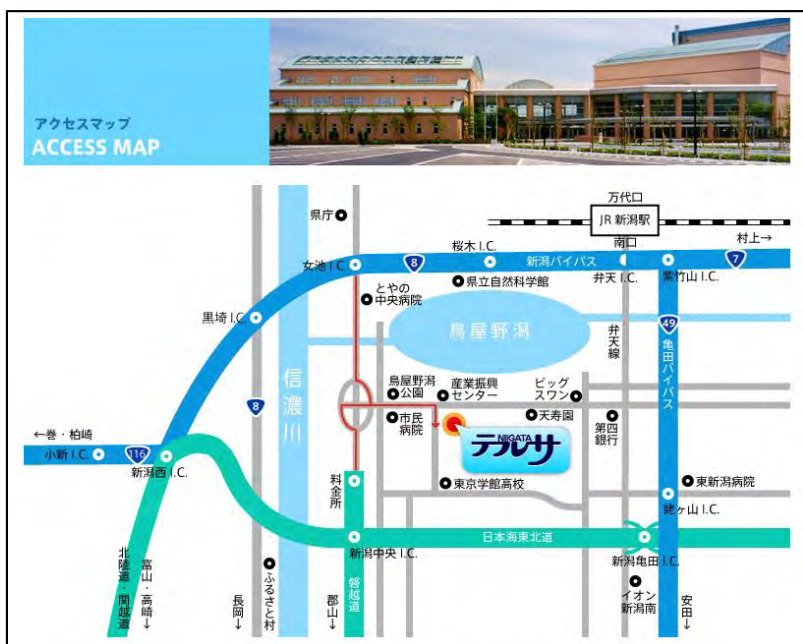 アクセスマップ
ACCESS MAP
万代口
JR 新潟駅
南口
村上→
県庁
桜木 I.C.
女池 I.C.
8
新潟バイパス
7
弁天 I.C.
紫竹山 I.C.
県立自然科学館
とやの
中央病院
黒埼 I.C.
鳥屋野潟
49
弁天線
亀田バイパス
信濃川
8
鳥屋野潟
公園
産業振興
センター
ビッグ
スワン
市民
病院
天寿園
第四
銀行
NIIGATA
テルサ
←巻・柏崎
116
小新 I.C.
新潟西 I.C.
料金所
東京学館高校
東新潟病院
姥ヶ山 I.C.
日本海東北道
新潟中央 I.C.
新潟亀田 I.C.
北陸道・関越道
富山・高崎↓
長岡↓
ふるさと村
郡山↓
磐越道
イオン
新潟南
安田↓